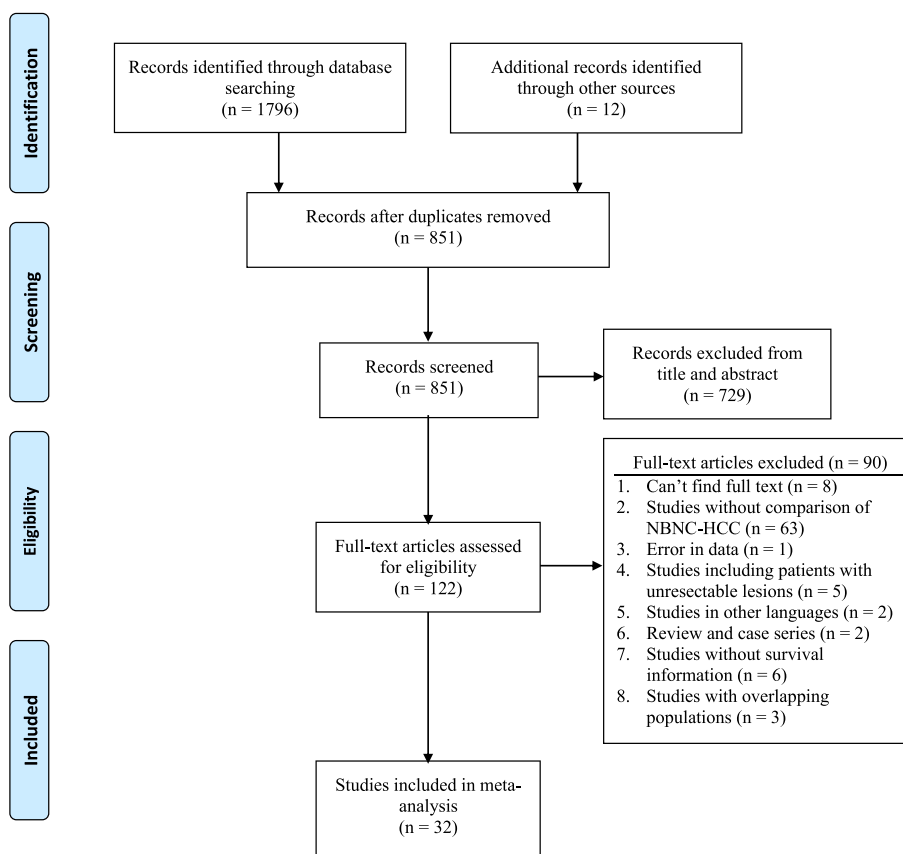 Identification
Records identified through database
searching
(n = 1796)
Additional records identified
through other sources
(n = 12)
Records after duplicates removed
(n = 851)
Screening
Records screened
(n = 851)
Records excluded from
title and abstract
(n = 729)
Eligibility
Full-text articles assessed
for eligibility
(n = 122)
Full-text articles excluded (n = 90)
1. Can't find full text (n = 8)
2. Studies without comparison of
NBNC-HCC (n = 63)
3. Error in data (n = 1)
4. Studies including patients with
unresectable lesions (n = 5)
5. Studies in other languages (n = 2)
6. Review and case series (n = 2)
7. Studies without survival
information (n = 6)
8. Studies with overlapping
populations (n = 3)
Included
Studies included in meta-
analysis
(n = 32)